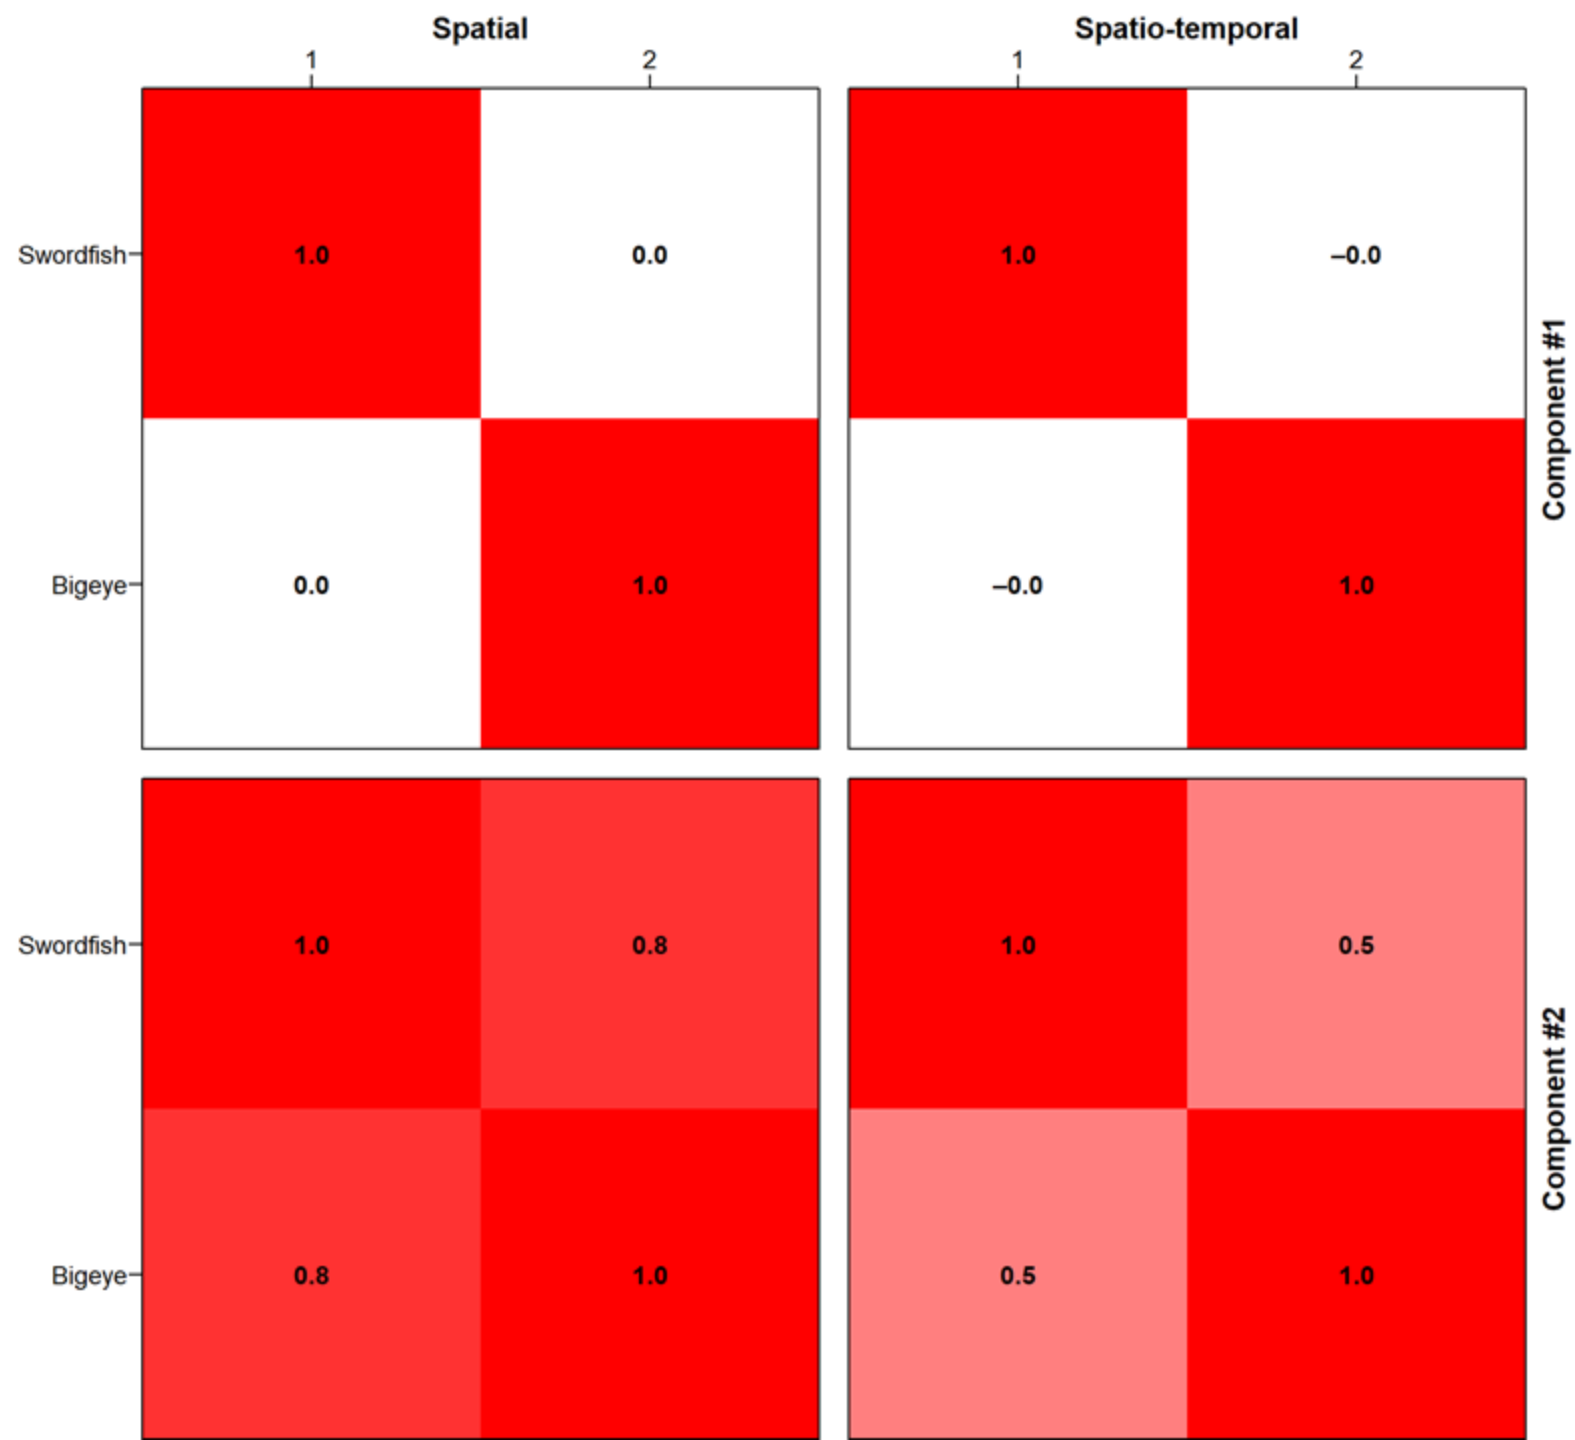 Spatial Spatio-temporal
1 2 1 2
Swordfish 1.0 0.0 1.0 –0.0
Component #1
Bigeye 0.0 1.0 –0.0 1.0
Swordfish 1.0 0.8 1.0 0.5
Component #2
Bigeye 0.8 1.0 0.5 1.0